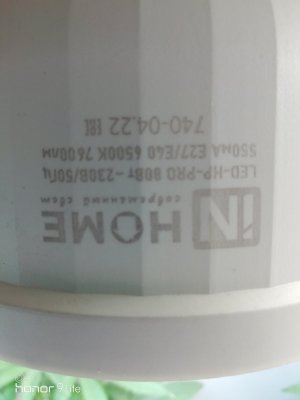 IN HOME
современный свет
LED-HP-PRO 80Вт~230В/50Гц
550мА E27/E40 6500К 7600лм
740-04.22 EAC
honor 9 lite